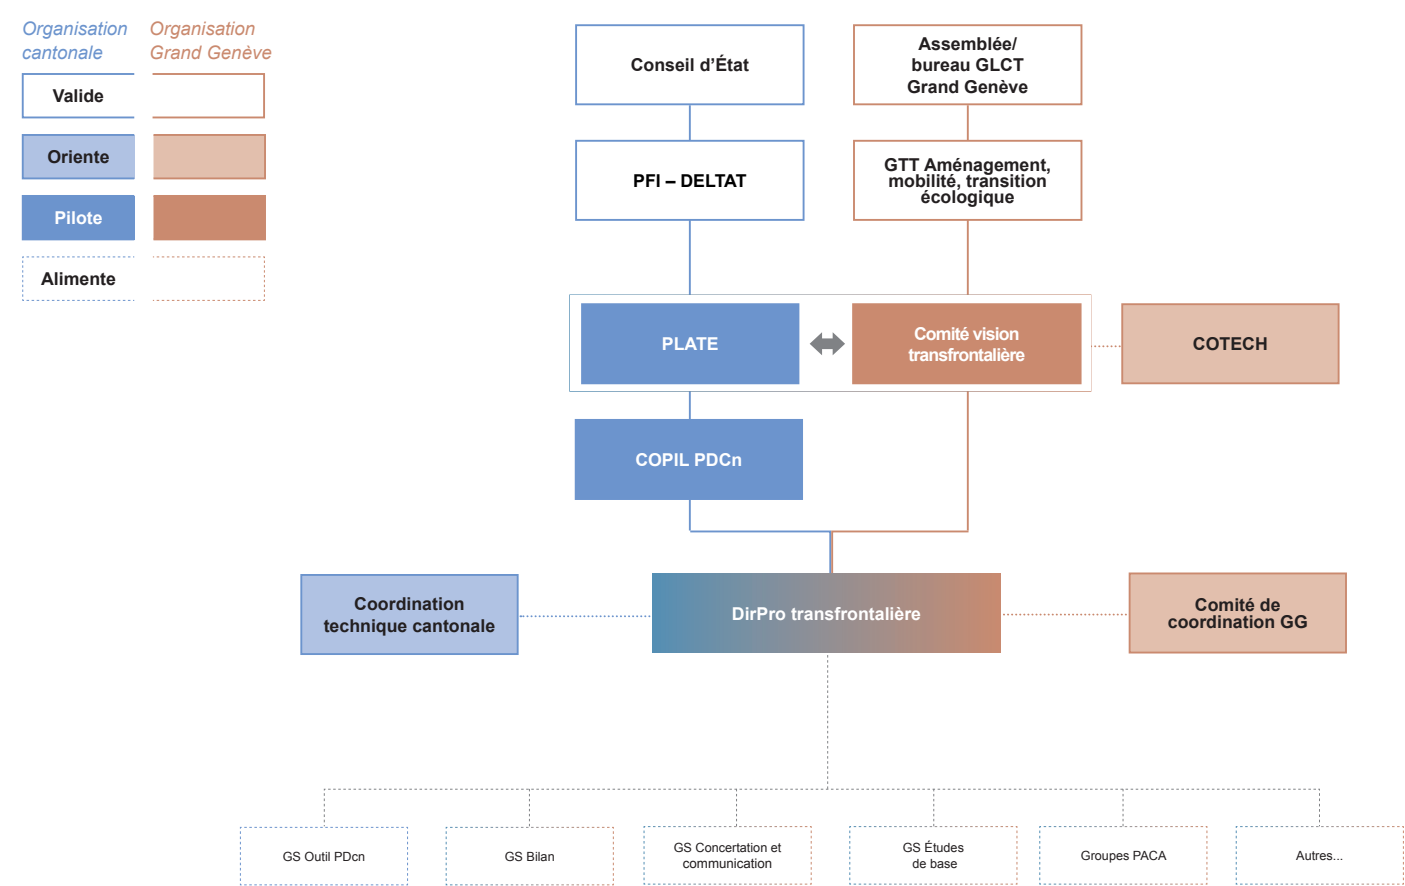 Organisation
cantonale
Organisation
Grand Genève
Valide
Oriente
Pilote
Alimente
Conseil d'État
Assemblée/
bureau GLCT
Grand Genève
PFI – DELTAT
GTT Aménagement,
mobilité, transition
écologique
PLATE
Comité vision
transfrontalière
COTECH
COPIL PDCn
Coordination
technique cantonale
DirPro transfrontalière
Comité de
coordination GG
GS Outil PDcn
GS Bilan
GS Concertation et
communication
GS Études
de base
Groupes PACA
Autres...